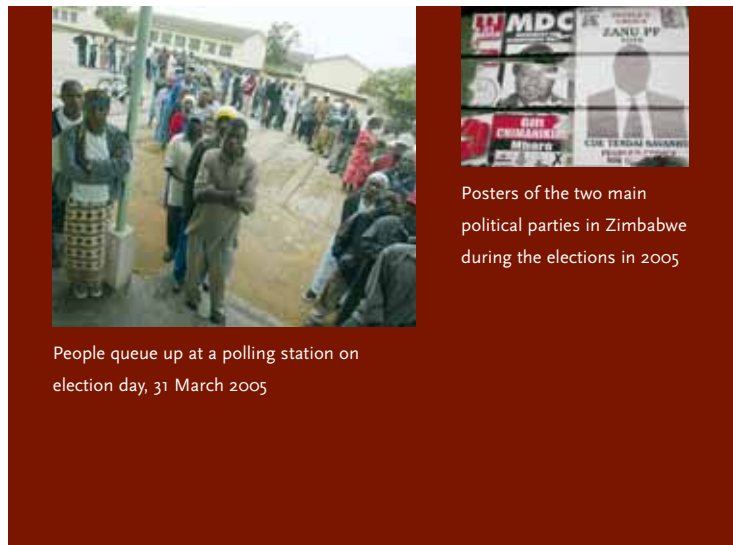 People queue up at a polling station on
election day, 31 March 2005
MDC
ZANU PF
CHIMANIKIRE
Mbare
CDE TENDAI SAVANHU
Posters of the two main
political parties in Zimbabwe
during the elections in 2005